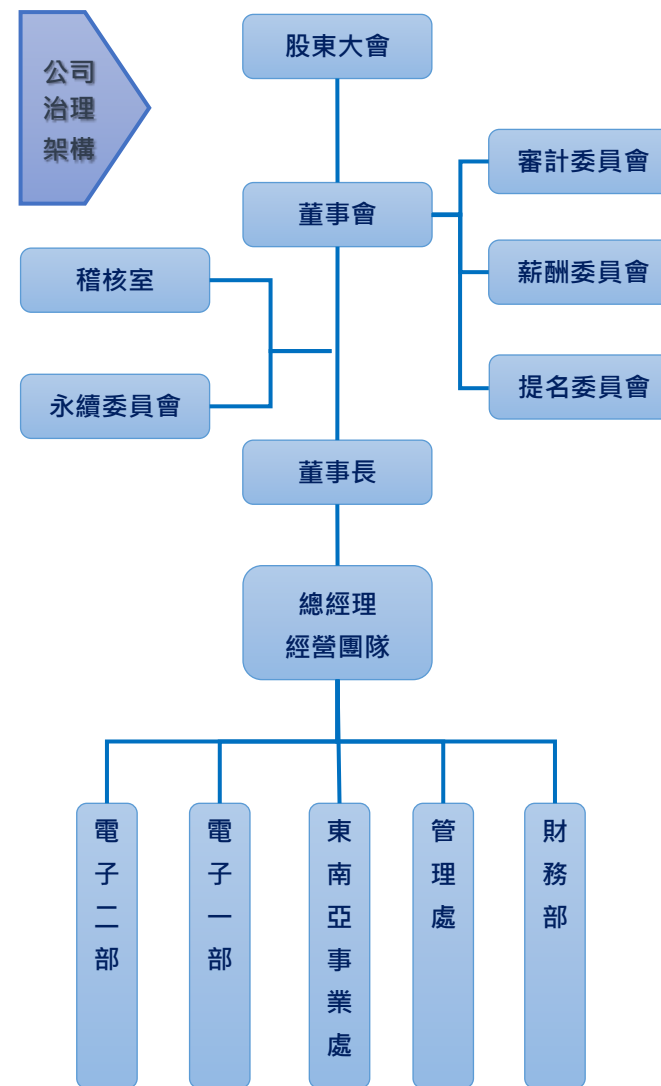 公司
治理
架構
股東大會
董事會
審計委員會
薪酬委員會
提名委員會
稽核室
永續委員會
董事長
總經理
經營團隊
電子二部
電子一部
東南亞事業處
管理處
財務部